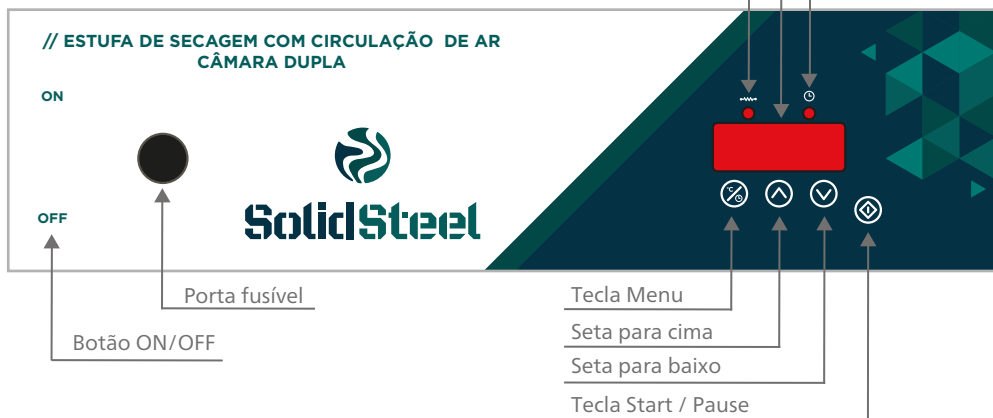 // ESTUFA DE SECAGEM COM CIRCULAÇÃO DE AR
CÂMARA DUPLA
ON
OFF
SolidSteel
°C
Porta fusível
Botão ON/OFF
Tecla Menu
Seta para cima
Seta para baixo
Tecla Start / Pause